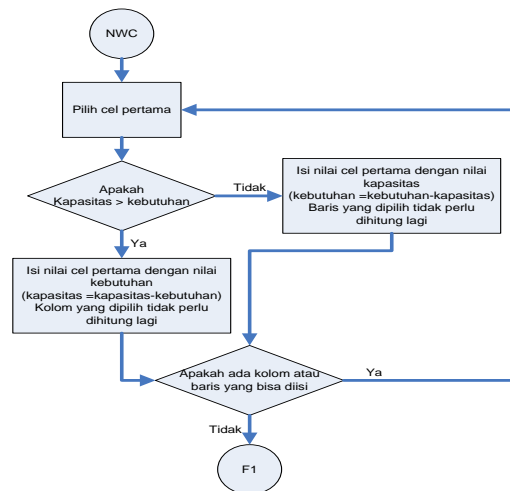 NWC
Pilih cel pertama
Apakah
Kapasitas > kebutuhan
Tidak
Isi nilai cel pertama dengan nilai
kapasitas
(kebutuhan =kebutuhan-kapasitas)
Baris yang dipilih tidak perlu
dihitung lagi
Ya
Isi nilai cel pertama dengan nilai
kebutuhan
(kapasitas =kapasitas-kebutuhan)
Kolom yang dipilih tidak perlu
dihitung lagi
Apakah ada kolom atau
baris yang bisa diisi
Ya
Tidak
F1